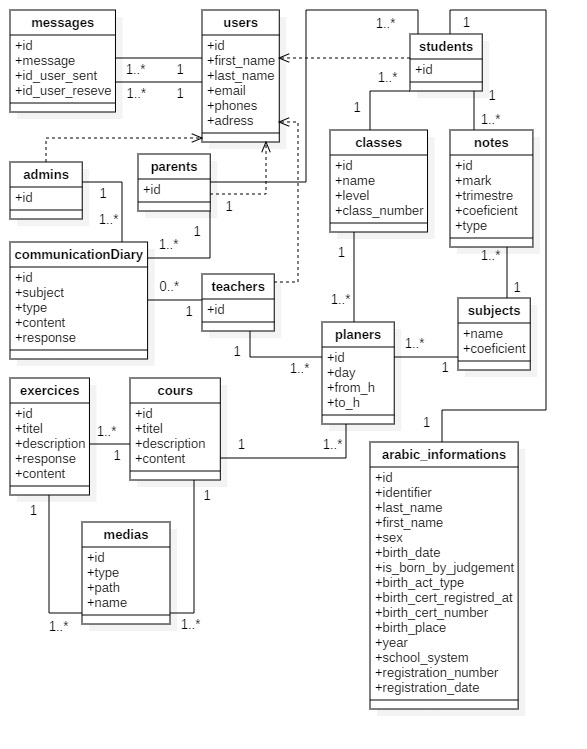 messages
+id
+message
+id_user_sent
+id_user_reseve
1..*
1
1..*
1
users
+id
+first_name
+last_name
+email
+phones
+adress
1..*
students
+id
1
1..*
1
1
1..*
admins
+id
1
1..*
parents
+id
1
1
1..*
classes
+id
+name
+level
+class_number
1
1..*
notes
+id
+mark
+trimestre
+coeficient
+type
1..*
1
communicationDiary
+id
+subject
+type
+content
+response
0..*
1
teachers
+id
1
1..*
planers
+id
+day
+from_h
+to_h
1..*
1
1..*
subjects
+name
+coeficient
exercices
+id
+titel
+description
+response
+content
1..*
1
1
cours
+id
+titel
+description
+content
1
1
medias
+id
+type
+path
+name
1..*
1..*
1
arabic_informations
+id
+identifier
+last_name
+first_name
+sex
+birth_date
+is_born_by_judgement
+birth_act_type
+birth_cert_registred_at
+birth_cert_number
+birth_place
+year
+school_system
+registration_number
+registration_date